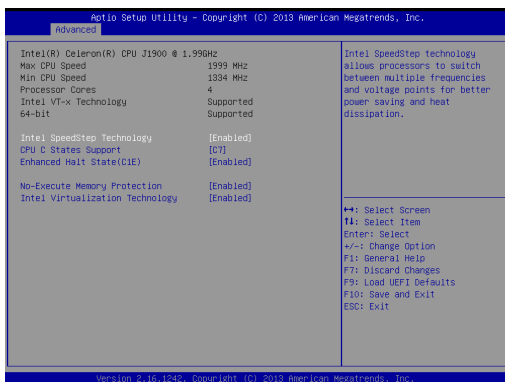 Aptio Setup Utility - Copyright (C) 2013 American Megatrends, Inc.
Advanced
Intel(R) Celeron(R) CPU J1900 @ 1.99GHz
Max CPU Speed 1999 MHz
Min CPU Speed 1334 MHz
Processor Cores 4
Intel VT-x Technology Supported
64-bit Supported
Intel SpeedStep Technology [Enabled]
CPU C States Support [C7]
Enhanced Halt State(C1E) [Enabled]
No-Execute Memory Protection [Enabled]
Intel Virtualization Technology [Enabled]
Intel SpeedStep technology
allows processors to switch
between multiple frequencies
and voltage points for better
power saving and heat
dissipation.
↔: Select Screen
↑↓: Select Item
Enter: Select
+/-: Change Option
F1: General Help
F7: Discard Changes
F9: Load UEFI Defaults
F10: Save and Exit
ESC: Exit
Version 2.16.1242. Copyright (C) 2013 American Megatrends, Inc.